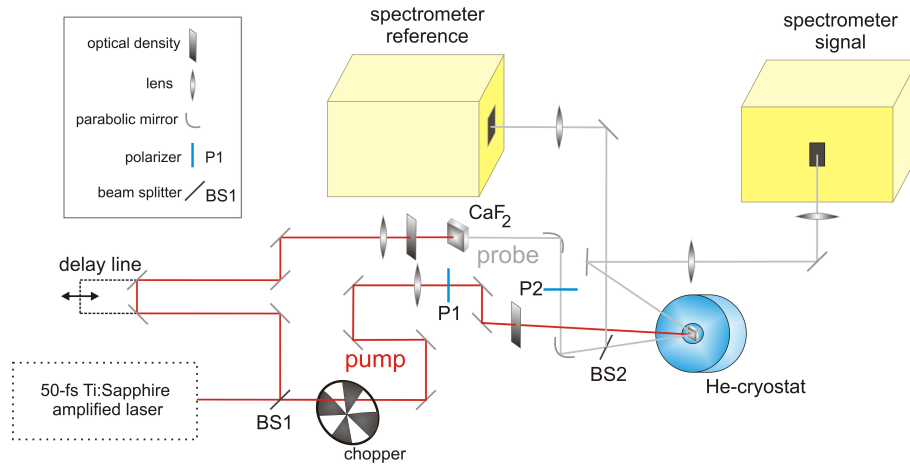 spectrometer
reference
spectrometer
signal
optical density
lens
parabolic mirror
polarizer P1
beam splitter BS1
CaF2
probe
delay line
P1
P2
pump
BS2
He-cryostat
50-fs Ti:Sapphire
amplified laser
BS1
chopper